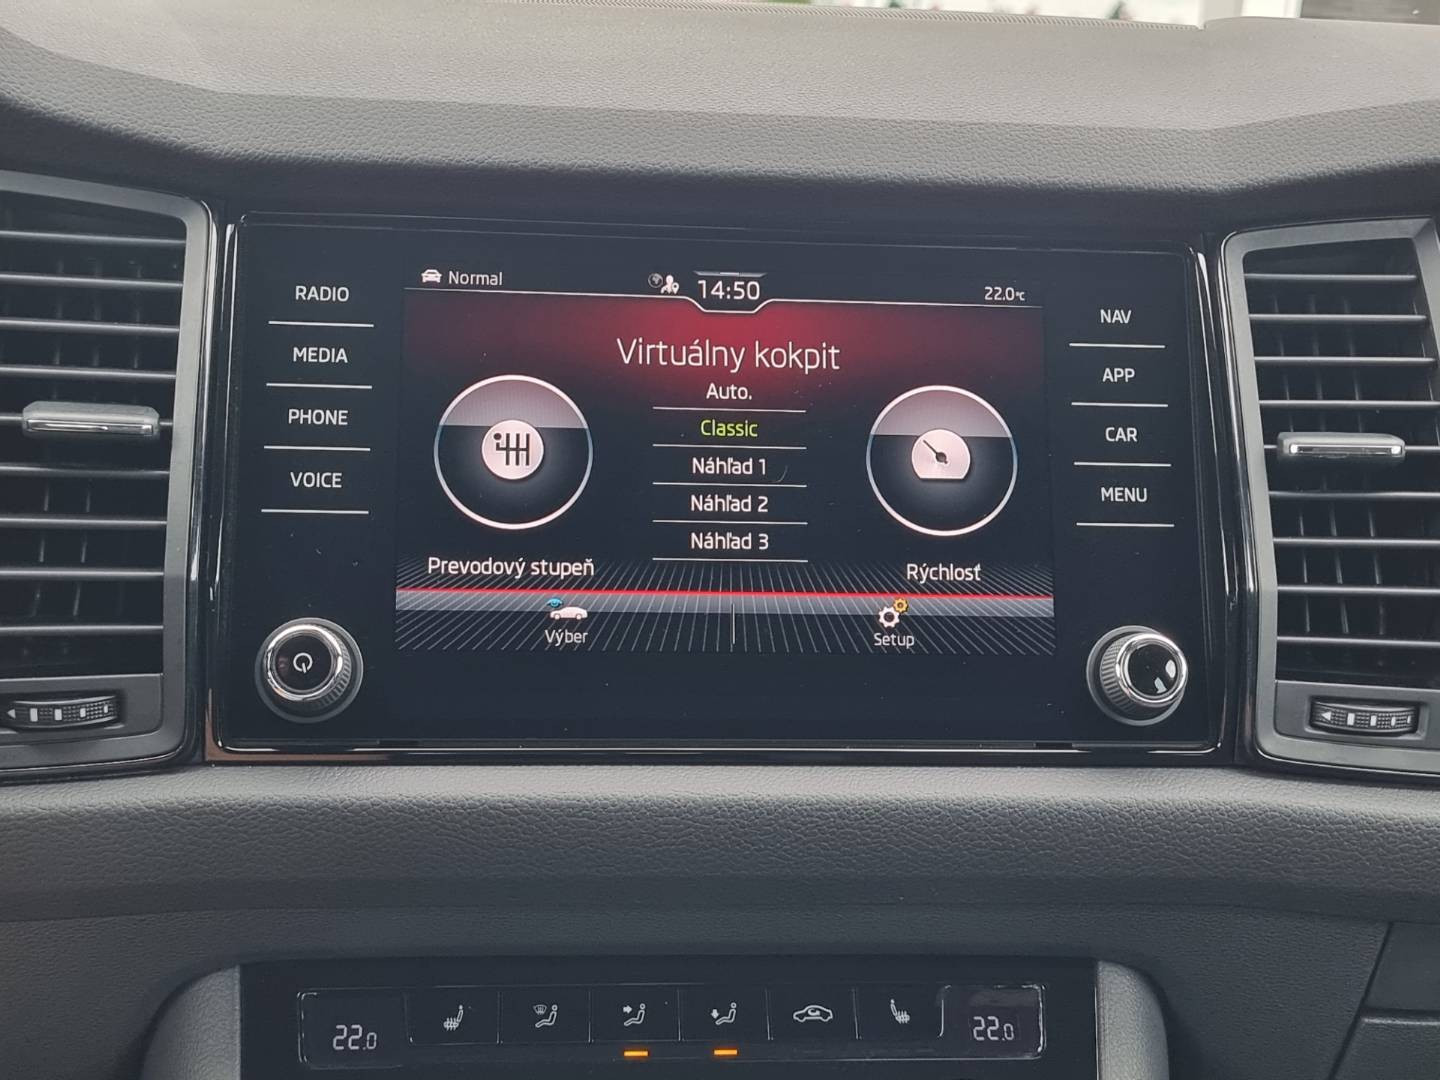 Normal
14:50
22.0°C
RADIO
MEDIA
PHONE
VOICE
Virtuálny kokpit
Auto.
Classic
Náhľad 1
Náhľad 2
Náhľad 3
Prevodový stupeň
Rýchlosť
Výber
Setup
NAV
APP
CAR
MENU
22.0
22.0